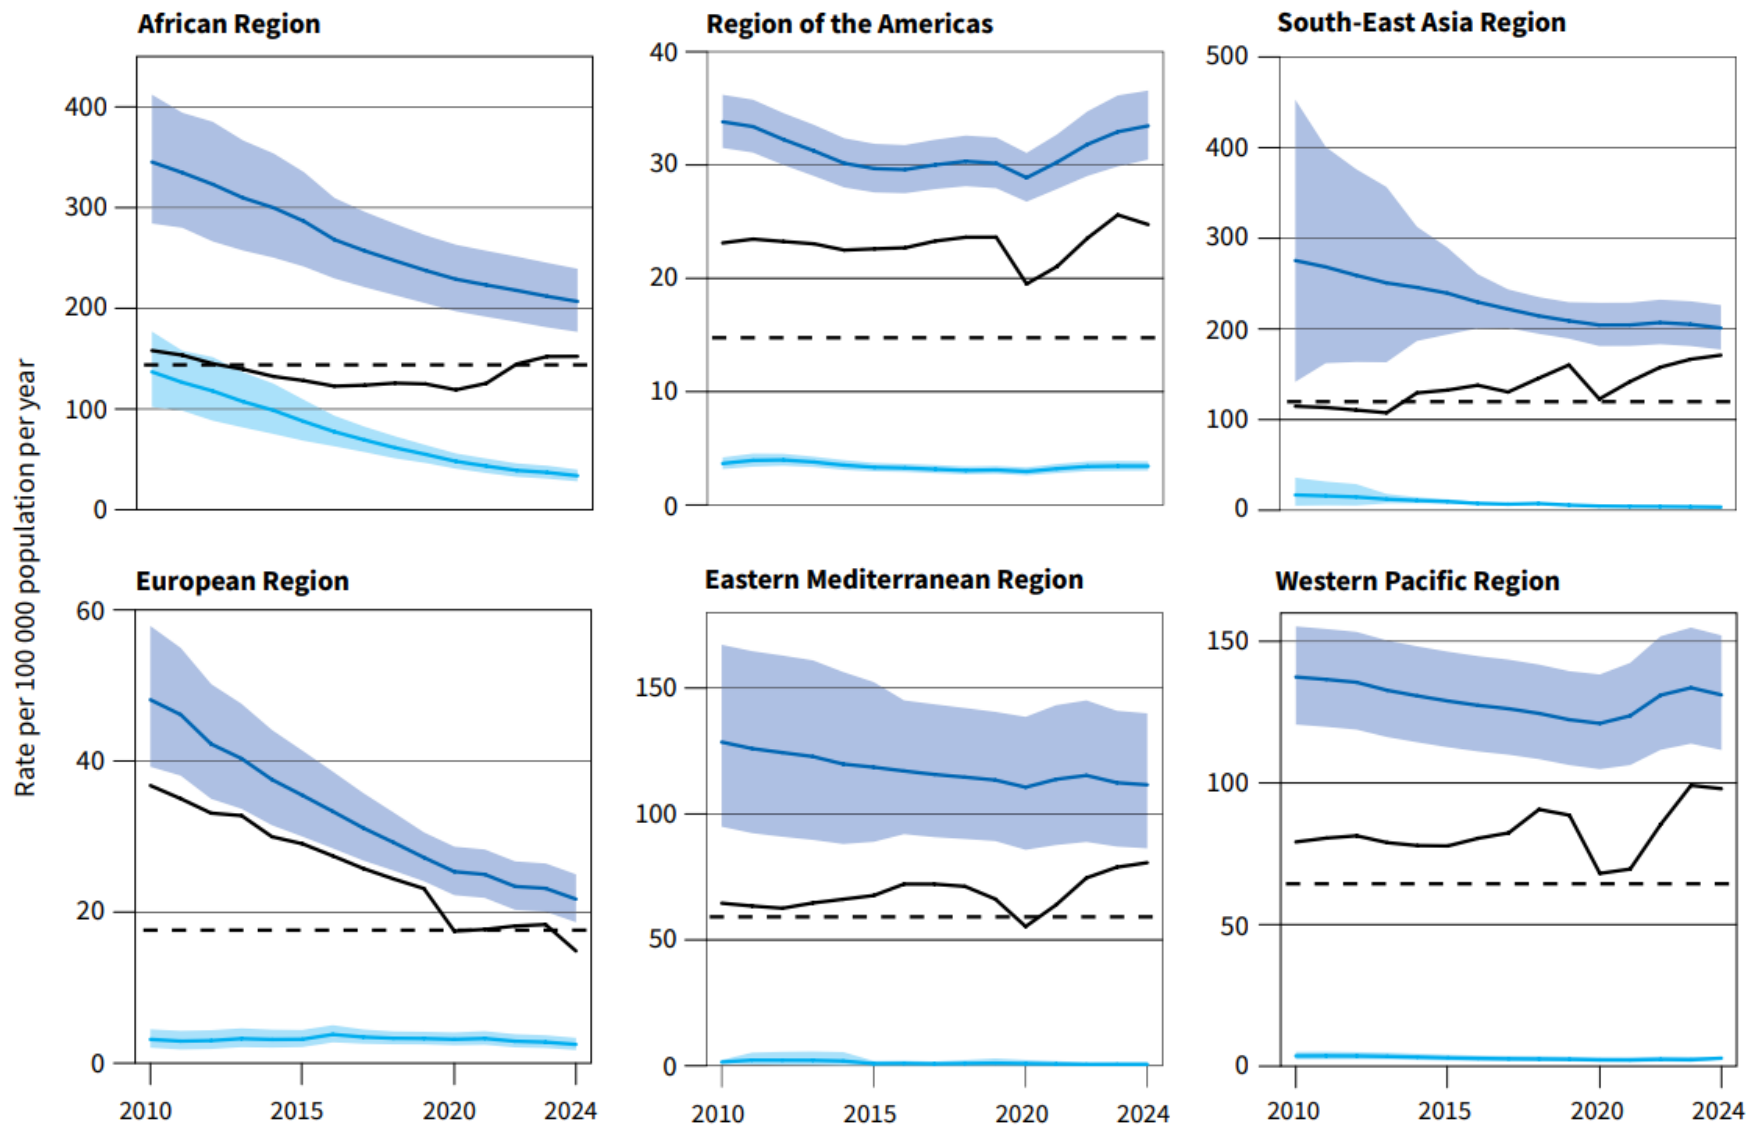 Rate per 100 000 population per year
African Region
400
300
200
100
0
Region of the Americas
40
30
20
10
0
South-East Asia Region
500
400
300
200
100
0
European Region
60
40
20
0
2010 2015 2020 2024
Eastern Mediterranean Region
150
100
50
0
2010 2015 2020 2024
Western Pacific Region
150
100
50
0
2010 2015 2020 2024